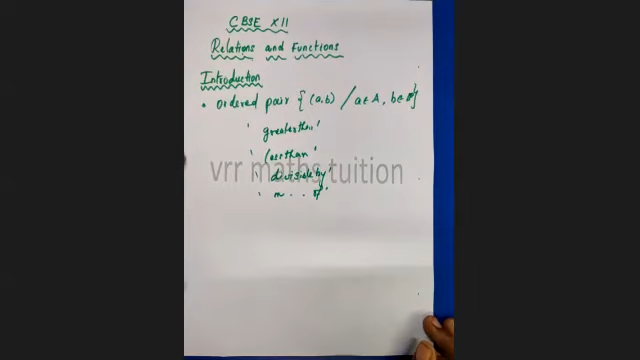 CBSE XII
Relations and Functions
Introduction
• Ordered pair { (a,b) / a∈A, b∈B }
' greater than '
' less than '
vrr maths tuition
' divisible by '